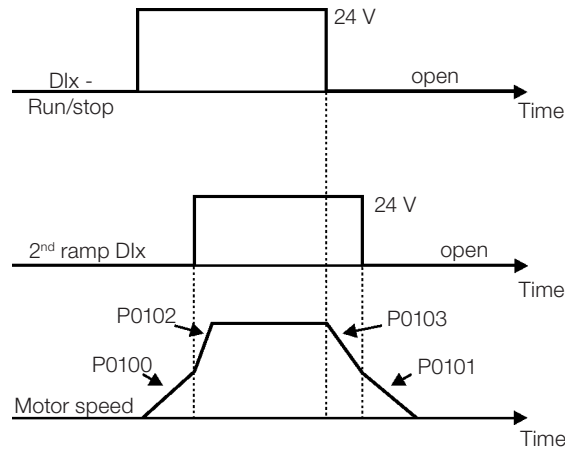 24 V
DIx -
Run/stop
open
Time
24 V
2nd ramp DIx
open
Time
P0102
P0103
P0100
P0101
Motor speed
Time